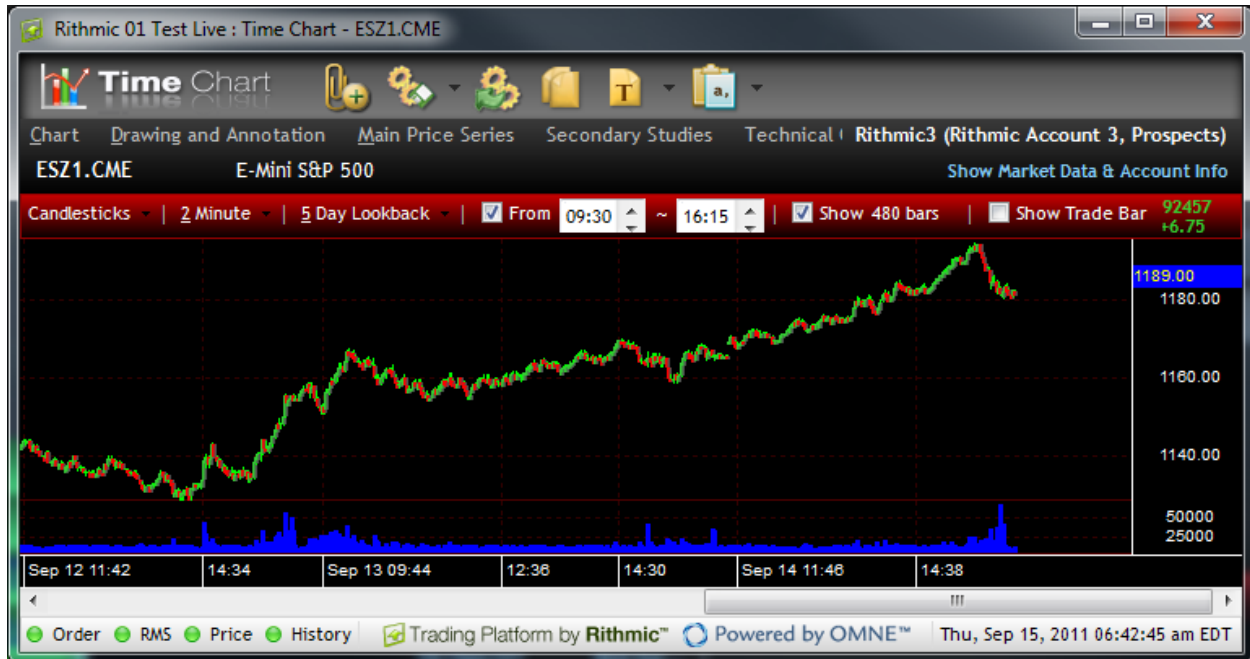 Rithmic 01 Test Live : Time Chart - ESZ1.CME
Time Chart
T
a,
Chart Drawing and Annotation Main Price Series Secondary Studies Technical Rithmic3 (Rithmic Account 3, Prospects)
ESZ1.CME E-Mini S&P 500 Show Market Data & Account Info
Candlesticks | 2 Minute | 5 Day Lookback | From 09:30 ~ 16:15 | Show 480 bars | Show Trade Bar 92457
+6.75
1189.00
1180.00
1160.00
1140.00
50000
25000
Sep 12 11:42 14:34 Sep 13 09:44 12:36 14:30 Sep 14 11:46 14:38
Order RMS Price History Trading Platform by Rithmic™ Powered by OMNE™ Thu, Sep 15, 2011 06:42:45 am EDT